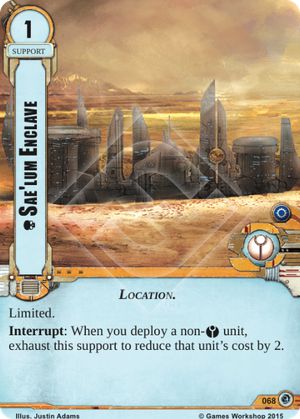 1
SUPPORT
SAE'LUM ENCLAVE
LOCATION.
Limited.
Interrupt: When you deploy a non- unit,
exhaust this support to reduce that unit's cost by 2.
068
Illus. Justin Adams
© Games Workshop 2015